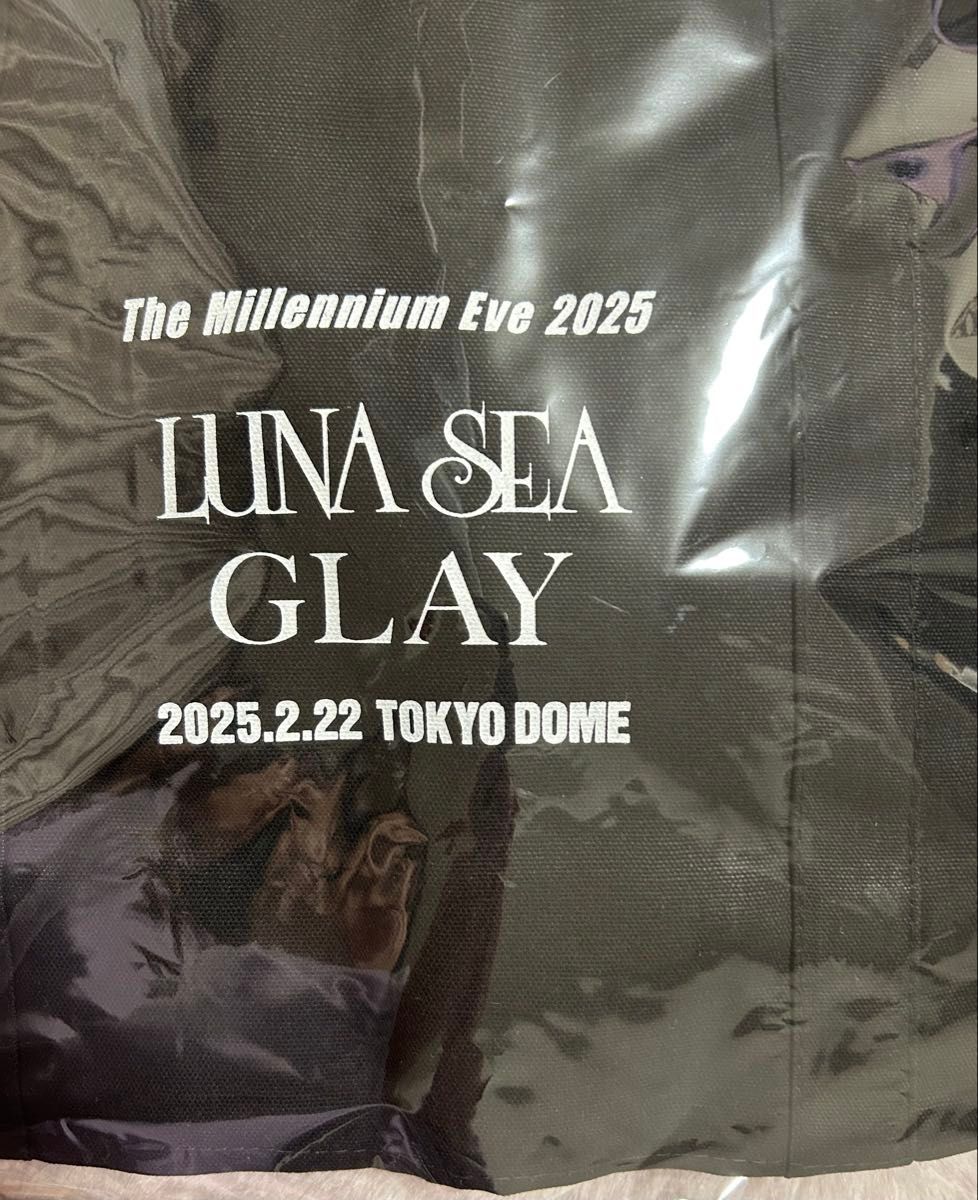 The Millennium Eve 2025
LUNA SEA
GLAY
2025.2.22 TOKYO DOME